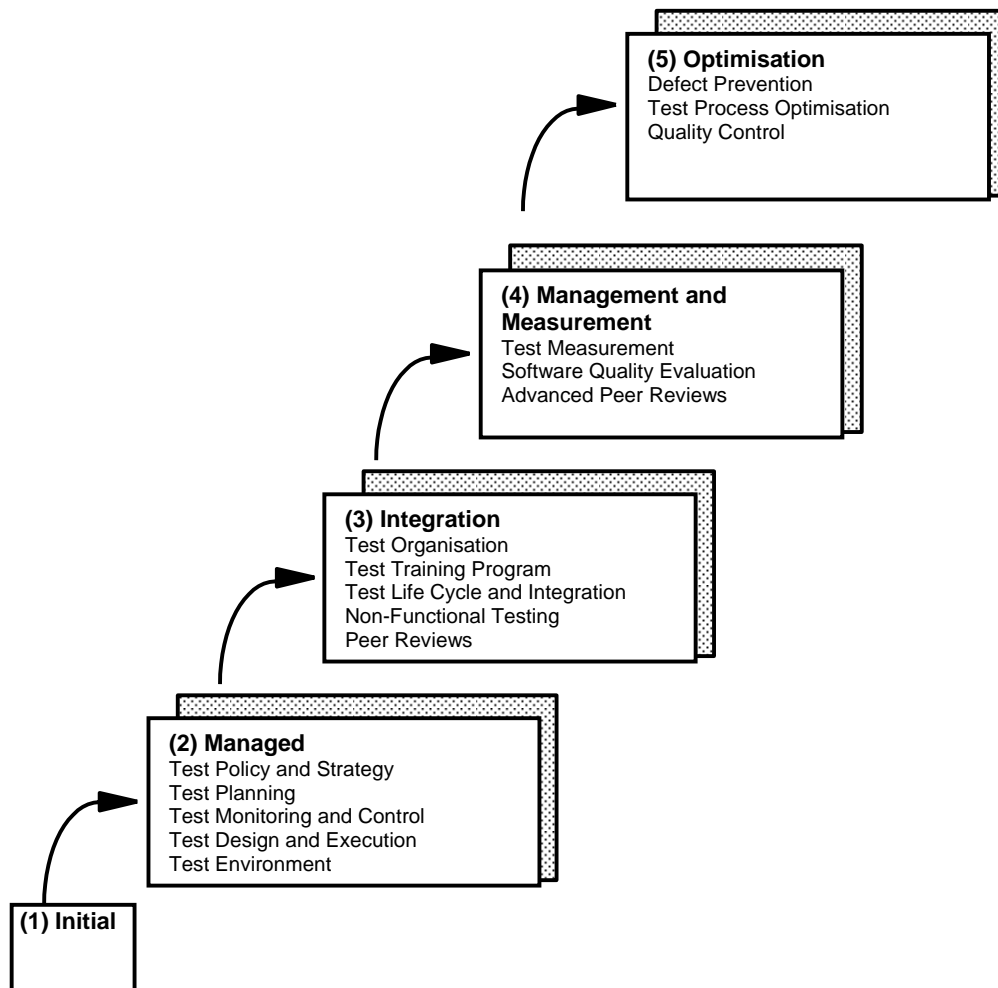 (5) Optimisation
Defect Prevention
Test Process Optimisation
Quality Control
(4) Management and
Measurement
Test Measurement
Software Quality Evaluation
Advanced Peer Reviews
(3) Integration
Test Organisation
Test Training Program
Test Life Cycle and Integration
Non-Functional Testing
Peer Reviews
(2) Managed
Test Policy and Strategy
Test Planning
Test Monitoring and Control
Test Design and Execution
Test Environment
(1) Initial